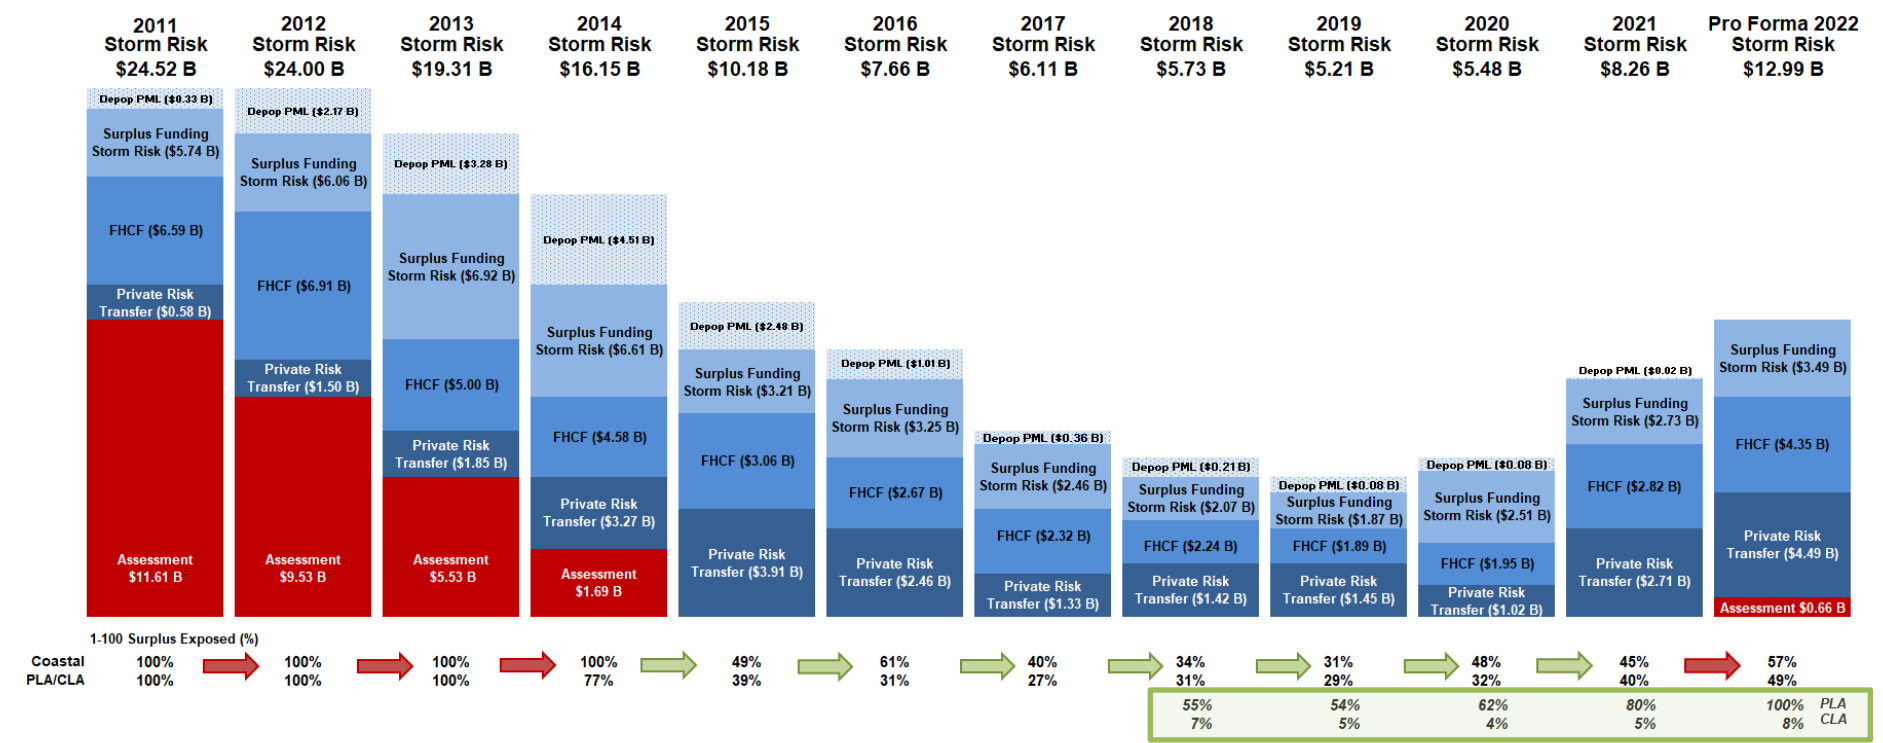 2011
Storm Risk
$24.52 B
2012
Storm Risk
$24.00 B
2013
Storm Risk
$19.31 B
2014
Storm Risk
$16.15 B
2015
Storm Risk
$10.18 B
2016
Storm Risk
$7.66 B
2017
Storm Risk
$6.11 B
2018
Storm Risk
$5.73 B
2019
Storm Risk
$5.21 B
2020
Storm Risk
$5.48 B
2021
Storm Risk
$8.26 B
Pro Forma 2022
Storm Risk
$12.99 B
Depop PML ($0.33 B)
Surplus Funding
Storm Risk ($5.74 B)
FHCF ($6.59 B)
Private Risk
Transfer ($0.58 B)
Assessment
$11.61 B
Depop PML ($2.17 B)
Surplus Funding
Storm Risk ($6.06 B)
FHCF ($6.91 B)
Private Risk
Transfer ($1.50 B)
Assessment
$9.53 B
Depop PML ($3.28 B)
Surplus Funding
Storm Risk ($6.92 B)
FHCF ($5.00 B)
Private Risk
Transfer ($1.85 B)
Assessment
$5.53 B
Depop PML ($4.51 B)
Surplus Funding
Storm Risk ($6.61 B)
FHCF ($4.58 B)
Private Risk
Transfer ($3.27 B)
Assessment
$1.69 B
Depop PML ($2.48 B)
Surplus Funding
Storm Risk ($3.21 B)
FHCF ($3.06 B)
Private Risk
Transfer ($3.91 B)
Depop PML ($1.01 B)
Surplus Funding
Storm Risk ($3.25 B)
FHCF ($2.67 B)
Private Risk
Transfer ($2.46 B)
Depop PML ($0.36 B)
Surplus Funding
Storm Risk ($2.46 B)
FHCF ($2.32 B)
Private Risk
Transfer ($1.33 B)
Depop PML ($0.21 B)
Surplus Funding
Storm Risk ($2.07 B)
FHCF ($2.24 B)
Private Risk
Transfer ($1.42 B)
Depop PML ($0.08 B)
Surplus Funding
Storm Risk ($1.87 B)
FHCF ($1.89 B)
Private Risk
Transfer ($1.45 B)
Depop PML ($0.08 B)
Surplus Funding
Storm Risk ($2.51 B)
FHCF ($1.95 B)
Private Risk
Transfer ($1.02 B)
Depop PML ($0.02 B)
Surplus Funding
Storm Risk ($2.73 B)
FHCF ($2.82 B)
Private Risk
Transfer ($2.71 B)
Surplus Funding
Storm Risk ($3.49 B)
FHCF ($4.35 B)
Private Risk
Transfer ($4.49 B)
Assessment $0.66 B
1-100 Surplus Exposed (%)
Coastal 100% 100% 100% 100% 49% 61% 40% 34% 31% 48% 45% 57%
PLA/CLA 100% 100% 100% 77% 39% 31% 27% 31% 29% 32% 40% 49%
55% 54% 62% 80% 100% PLA
7% 5% 4% 5% 8% CLA